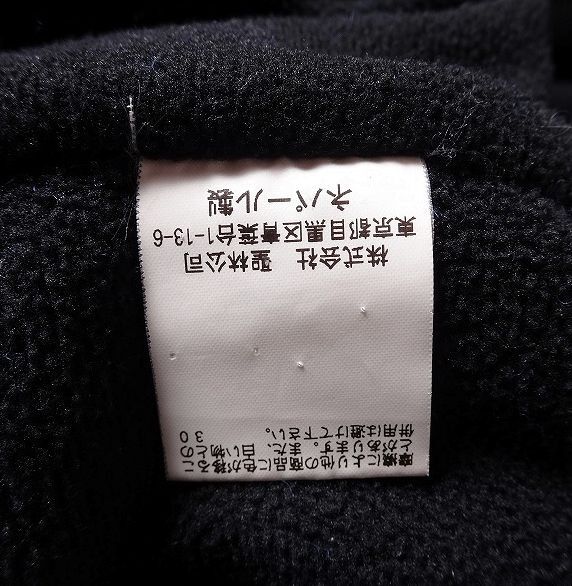 摩擦により他の商品に色が移るこ
とがあります。また、白い物との
併用は避けて下さい。
30
株式会社 聖林公司
東京都目黒区青葉台1-13-6
ネパール製